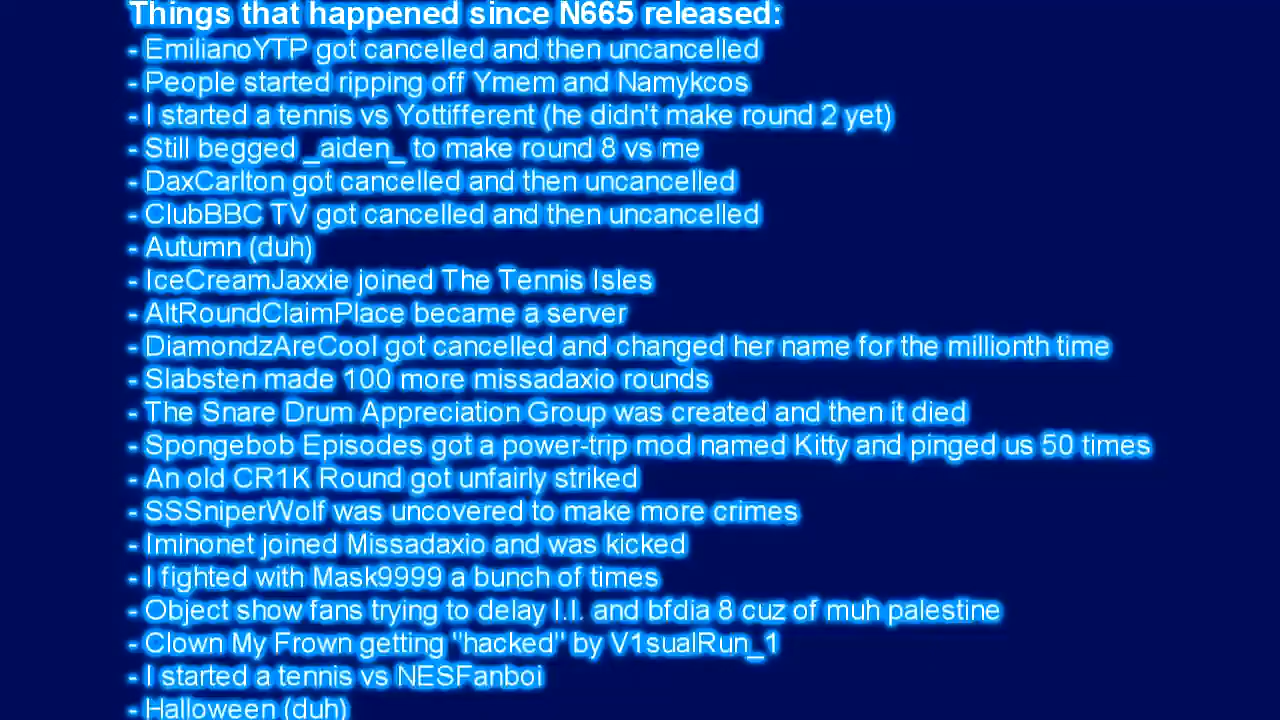 Things that happened since N665 released:
- EmilianoYTP got cancelled and then uncancelled
- People started ripping off Ymem and Namykcos
- I started a tennis vs Yottifferent (he didn't make round 2 yet)
- Still begged _aiden_ to make round 8 vs me
- DaxCarlton got cancelled and then uncancelled
- ClubBBC TV got cancelled and then uncancelled
- Autumn (duh)
- IceCreamJaxxie joined The Tennis Isles
- AltRoundClaimPlace became a server
- DiamondzAreCool got cancelled and changed her name for the millionth time
- Slabsten made 100 more missadaxio rounds
- The Snare Drum Appreciation Group was created and then it died
- Spongebob Episodes got a power-trip mod named Kitty and pinged us 50 times
- An old CR1K Round got unfairly striked
- SSSniperWolf was uncovered to make more crimes
- Iminonet joined Missadaxio and was kicked
- I fighted with Mask9999 a bunch of times
- Object show fans trying to delay I.I. and bfdia 8 cuz of muh palestine
- Clown My Frown getting "hacked" by V1sualRun_1
- I started a tennis vs NESFanboi
- Halloween (duh)